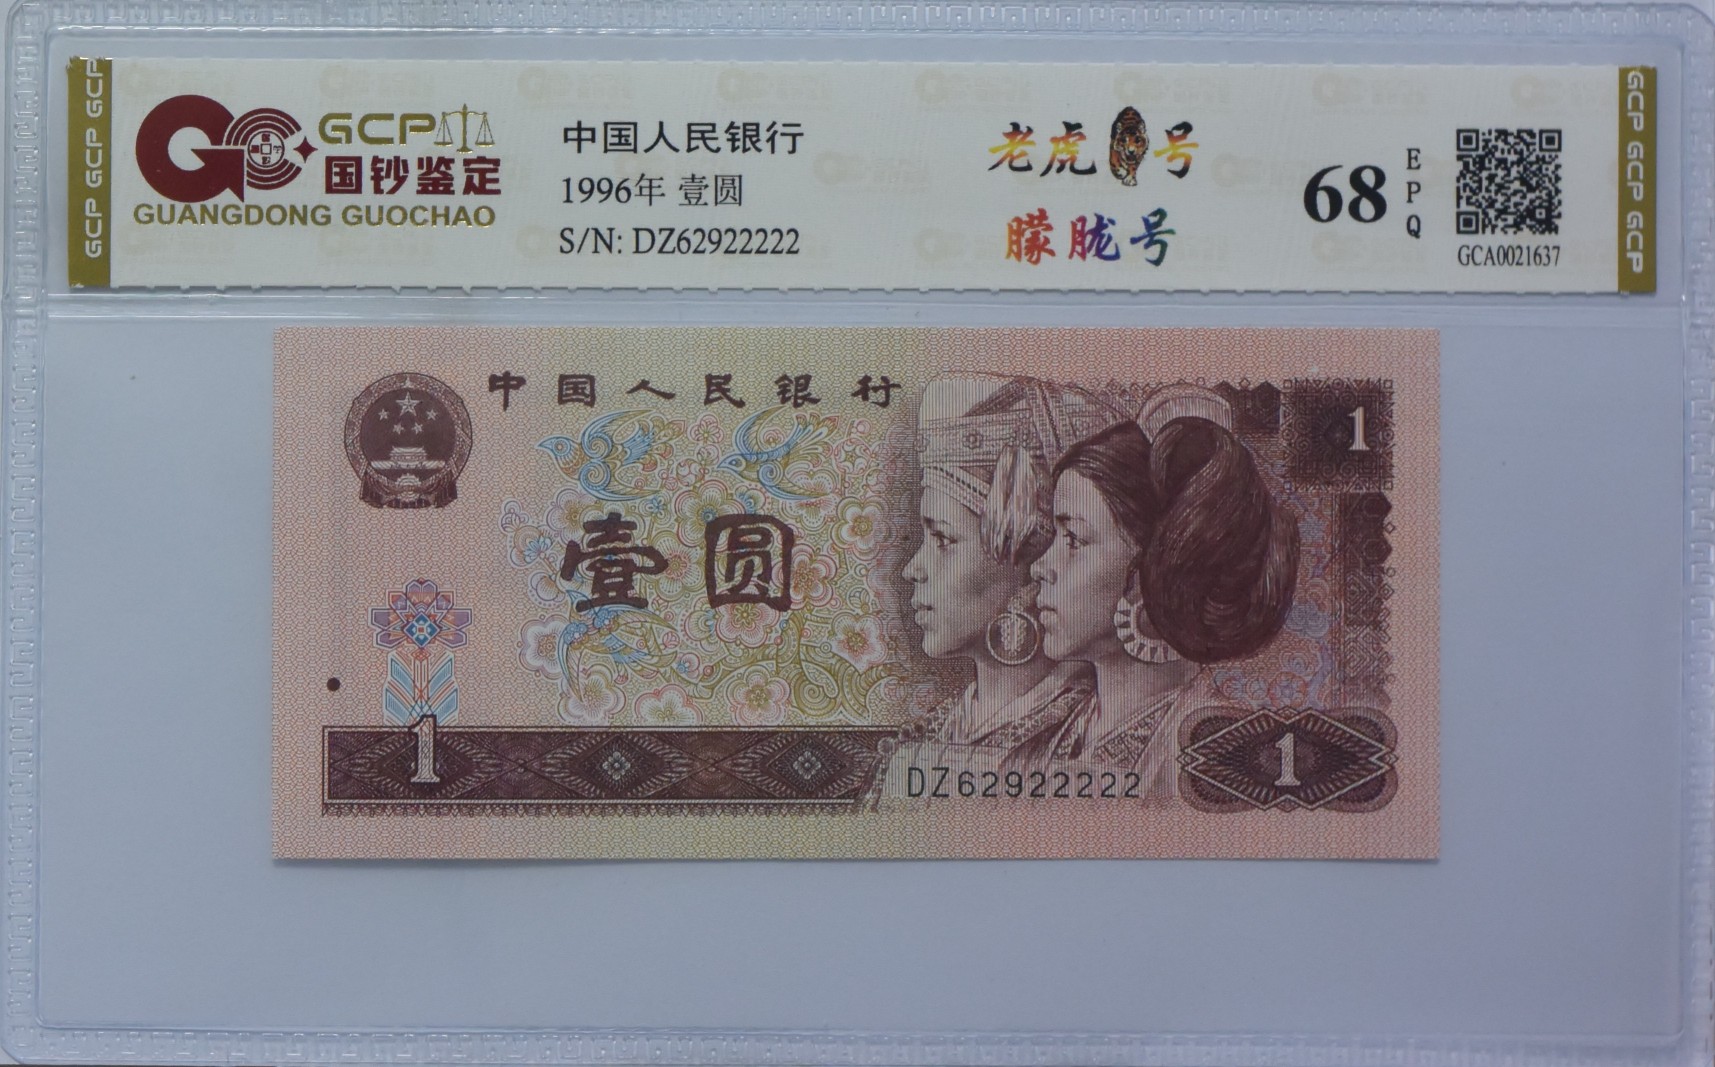 GCP GCP GCP
GCP
国钞鉴定
GUANGDONG GUOCHAO
中国人民银行
1996年 壹圆
S/N: DZ62922222
老虎号
朦胧号
68
EPQ
GCA0021637
GCP GCP GCP
中国人民银行
1
壹圆
1
DZ62922222
1